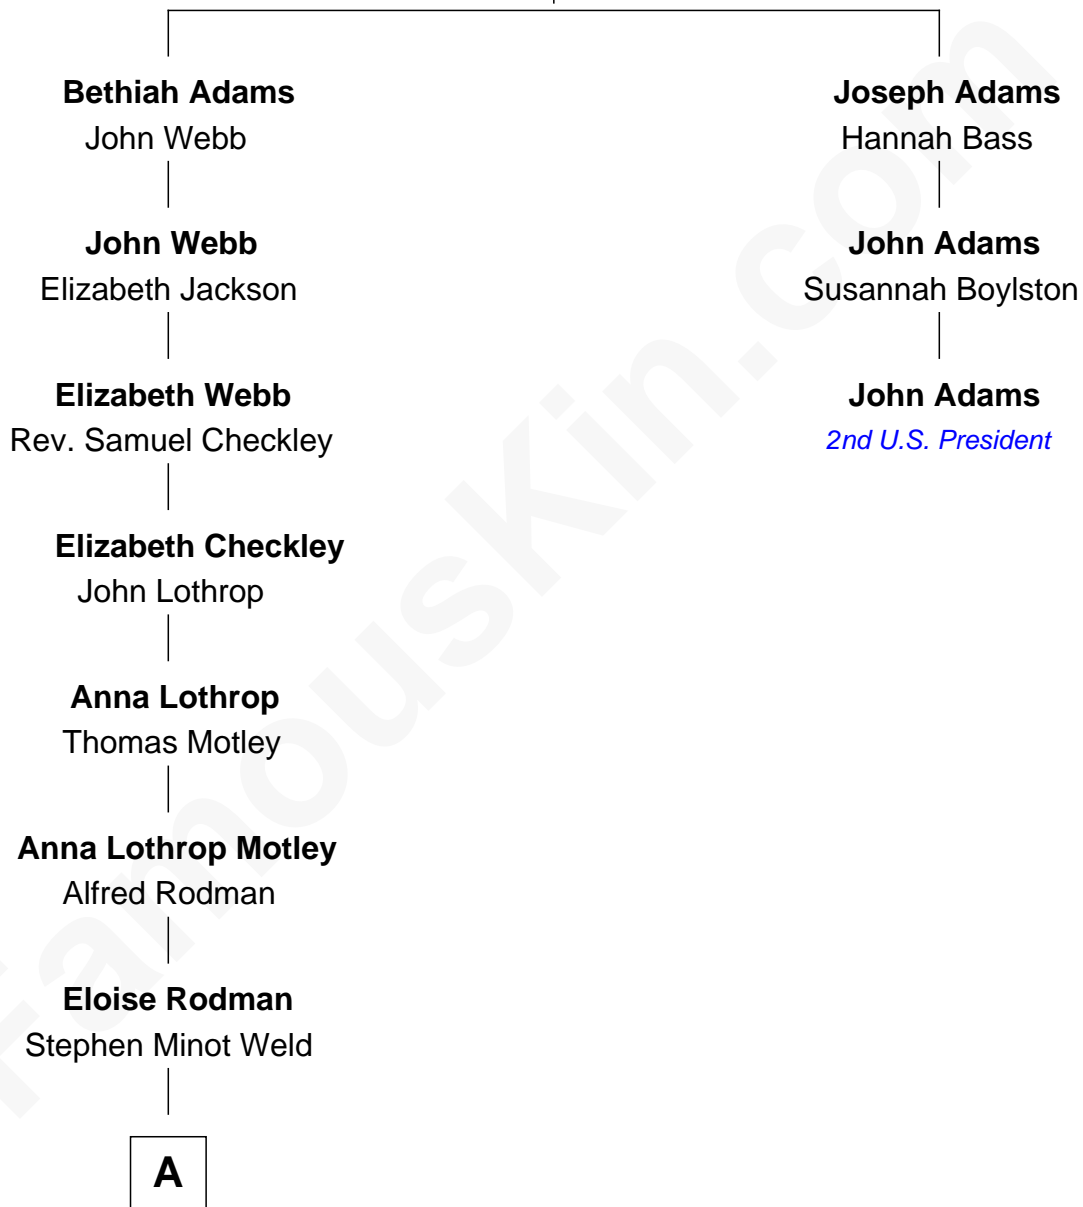 Bethiah Adams
John Webb
John Webb
Elizabeth Jackson
Elizabeth Webb
Rev. Samuel Checkley
Elizabeth Checkley
John Lothrop
Anna Lothrop
Thomas Motley
Anna Lothrop Motley
Alfred Rodman
Eloise Rodman
Stephen Minot Weld
A
Joseph Adams
Hannah Bass
John Adams
Susannah Boylston
John Adams
2nd U.S. President
FamousKin.com